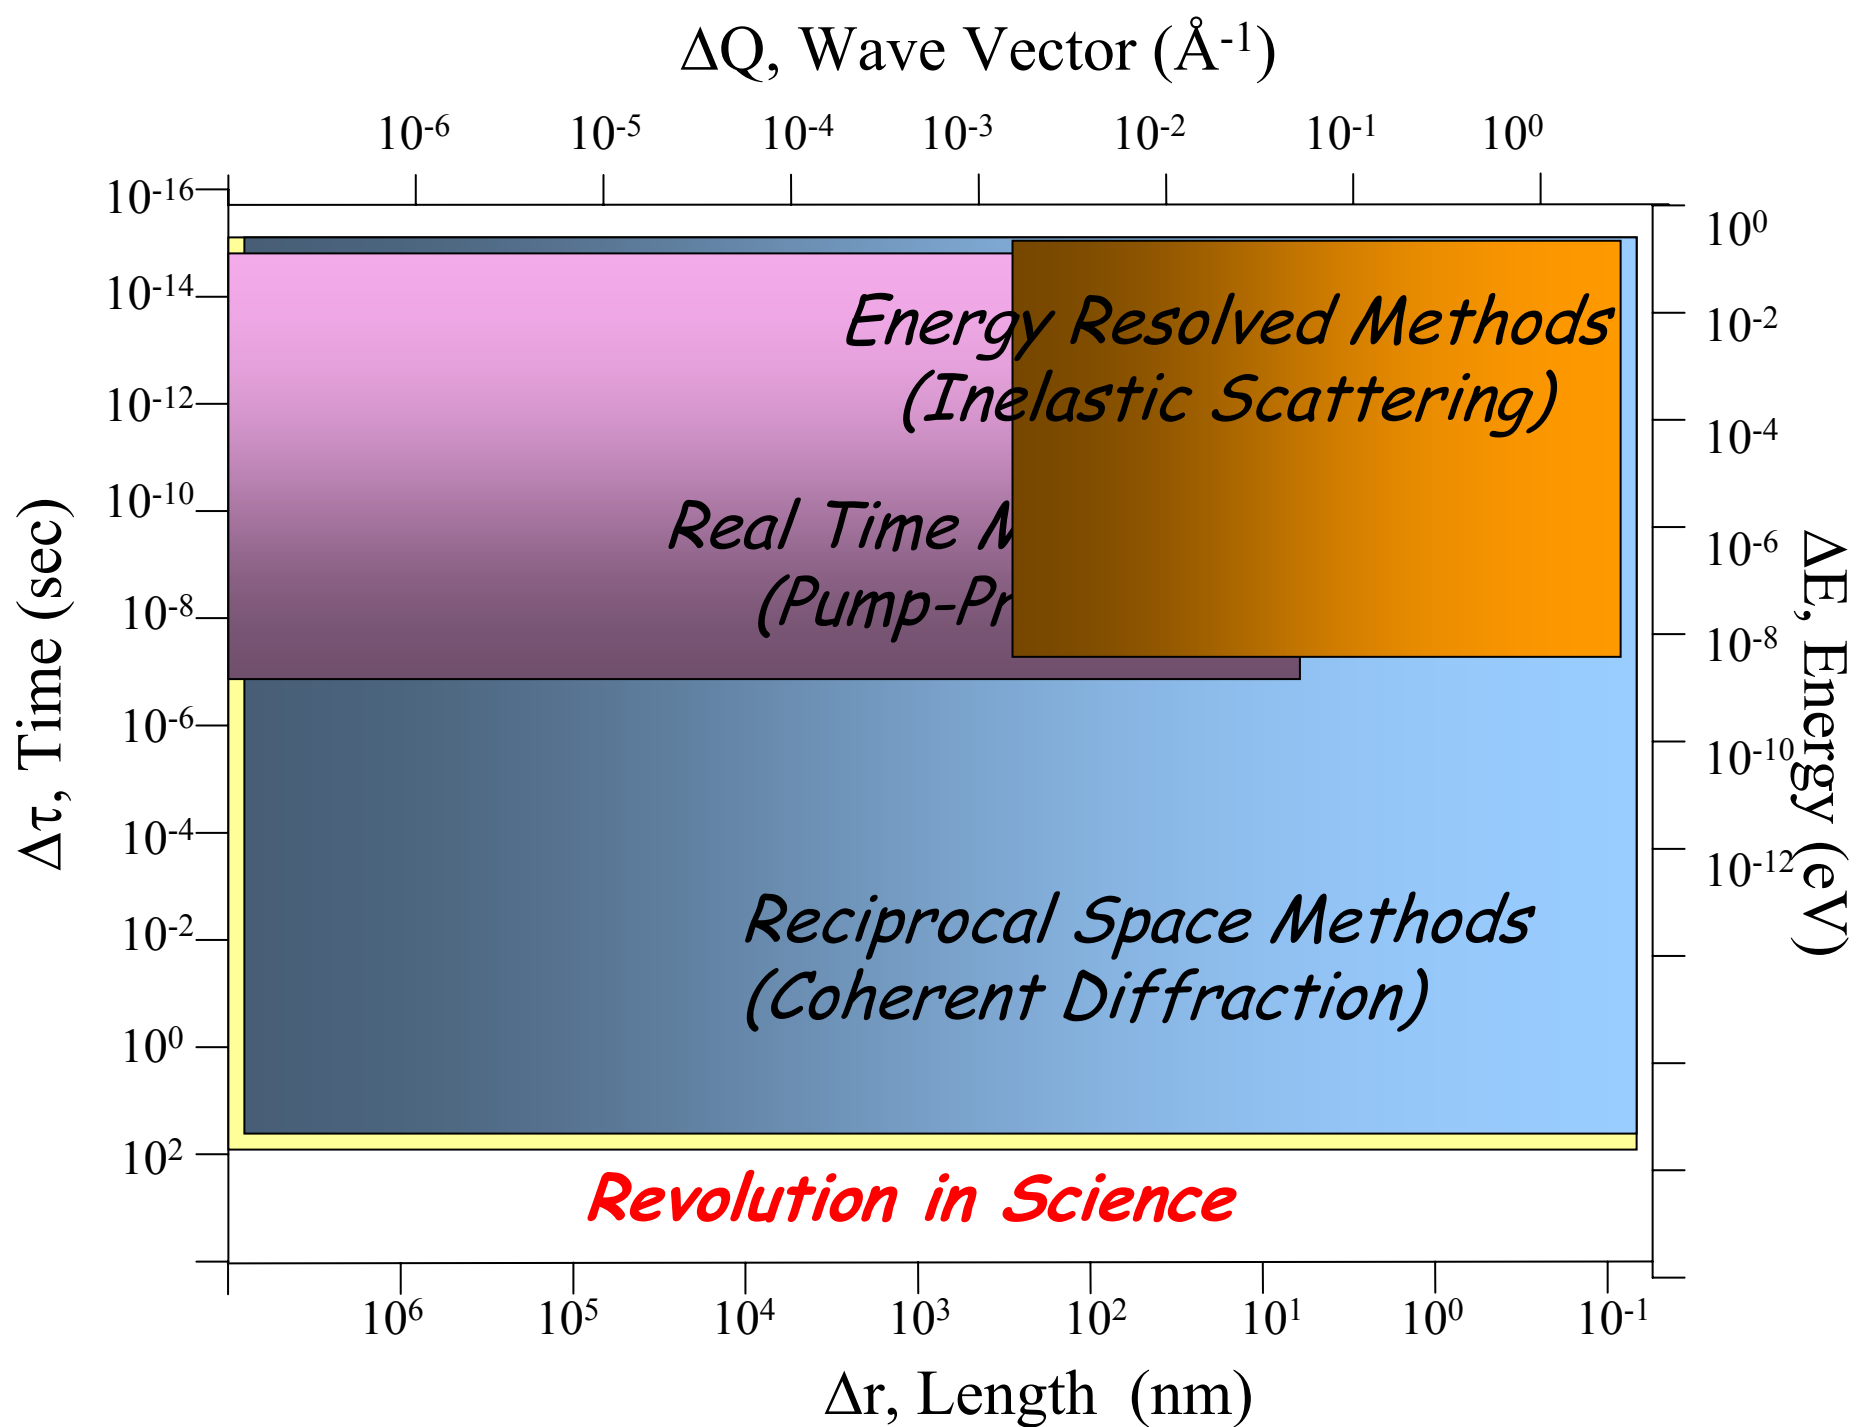 ΔQ, Wave Vector (Å⁻¹)
10⁻⁶ 10⁻⁵ 10⁻⁴ 10⁻³ 10⁻² 10⁻¹ 10⁰
10⁻¹⁶
10⁻¹⁴
10⁻¹²
10⁻¹⁰
10⁻⁸
10⁻⁶
10⁻⁴
10⁻²
10⁰
10²
Δτ, Time (sec)
Energy Resolved Methods
(Inelastic Scattering)
Real Time
Reciprocal Space Methods
(Coherent Diffraction)
Revolution in Science
10⁰
10⁻²
10⁻⁴
10⁻⁶
10⁻⁸
10⁻¹⁰
10⁻¹²
ΔE, Energy (eV)
10⁶ 10⁵ 10⁴ 10³ 10² 10¹ 10⁰ 10⁻¹
Δr, Length (nm)